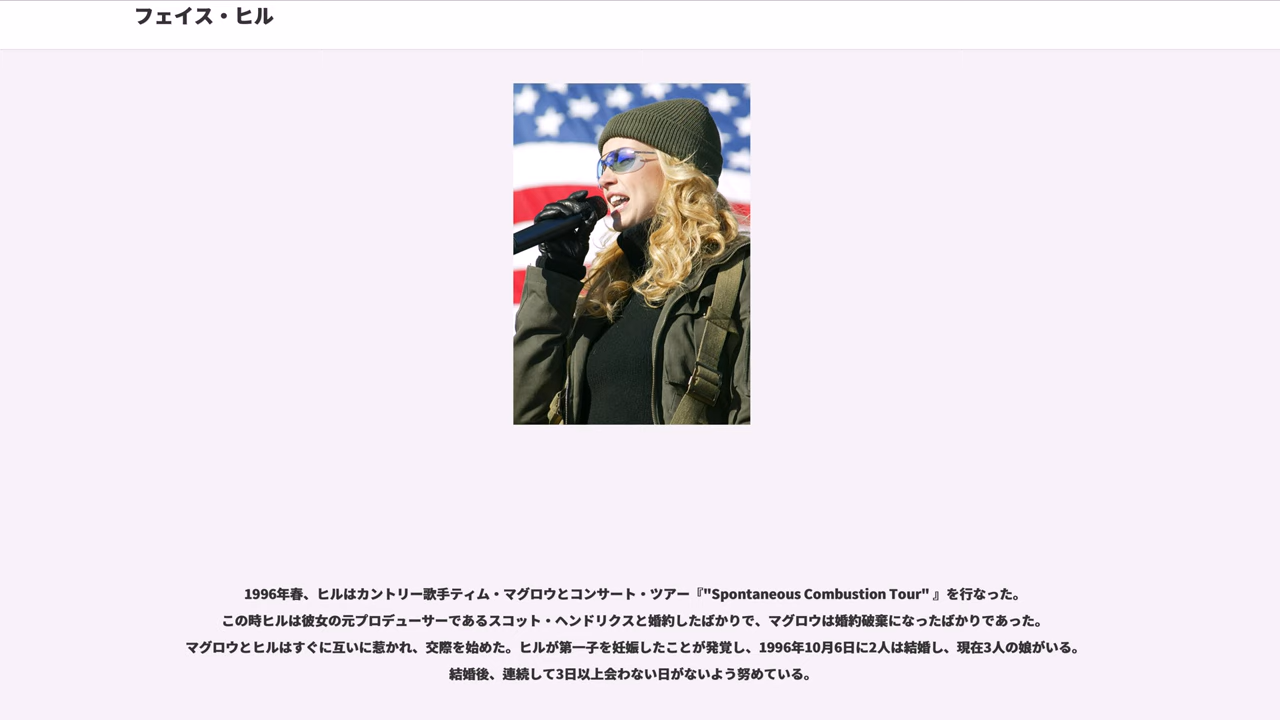 フェイス・ヒル
1996年春、ヒルはカントリー歌手ティム・マグロウとコンサート・ツアー『"Spontaneous Combustion Tour" 』を行なった。
この時ヒルは彼女の元プロデューサーであるスコット・ヘンドリクスと婚約したばかりで、マグロウは婚約破棄になったばかりであった。
マグロウとヒルはすぐに互いに惹かれ、交際を始めた。ヒルが第一子を妊娠したことが発覚し、1996年10月6日に2人は結婚し、現在3人の娘がいる。
結婚後、連続して3日以上会わない日がないよう努めている。